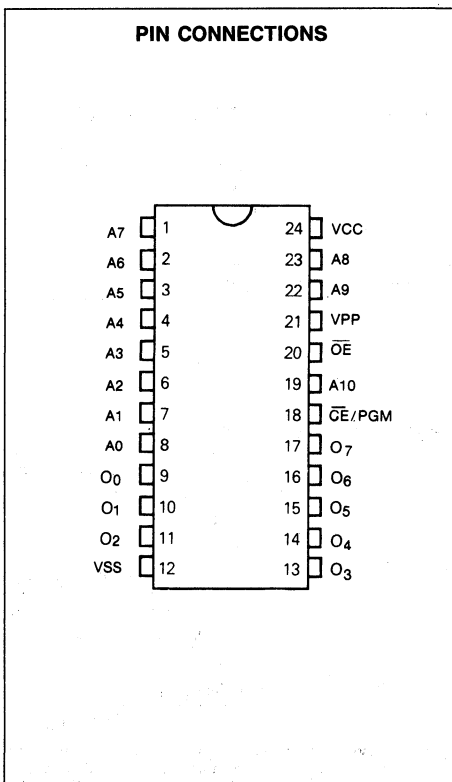 PIN CONNECTIONS
A7 1 24 VCC
A6 2 23 A8
A5 3 22 A9
A4 4 21 VPP
A3 5 20 O̅E̅
A2 6 19 A10
A1 7 18 C̅E̅/PGM
A0 8 17 O7
O0 9 16 O6
O1 10 15 O5
O2 11 14 O4
VSS 12 13 O3